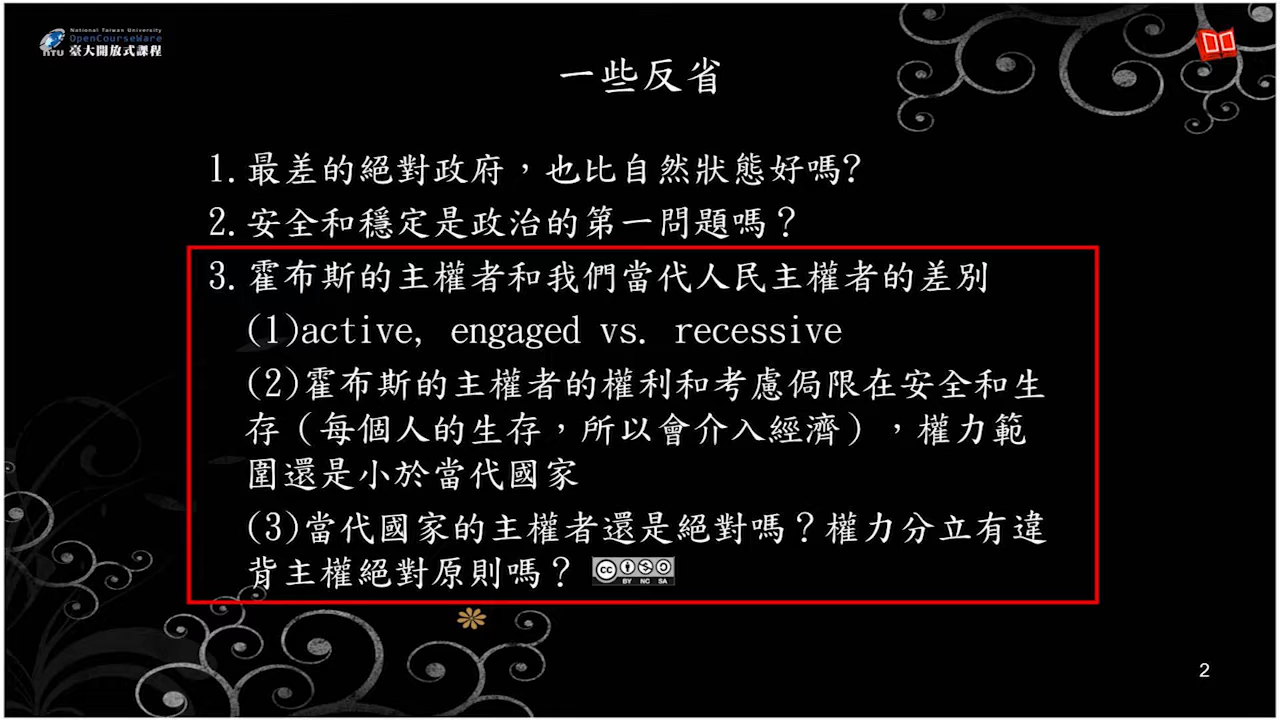 National Taiwan University
OpenCourseWare
NTU 臺大開放式課程
一些反省
1.最差的絕對政府，也比自然狀態好嗎?
2.安全和穩定是政治的第一問題嗎？
3.霍布斯的主權者和我們當代人民主權者的差別
(1)active, engaged vs. recessive
(2)霍布斯的主權者的權利和考慮侷限在安全和生
存（每個人的生存，所以會介入經濟），權力範
圍還是小於當代國家
(3)當代國家的主權者還是絕對嗎？權力分立有違
背主權絕對原則嗎？
cc BY NC SA
2